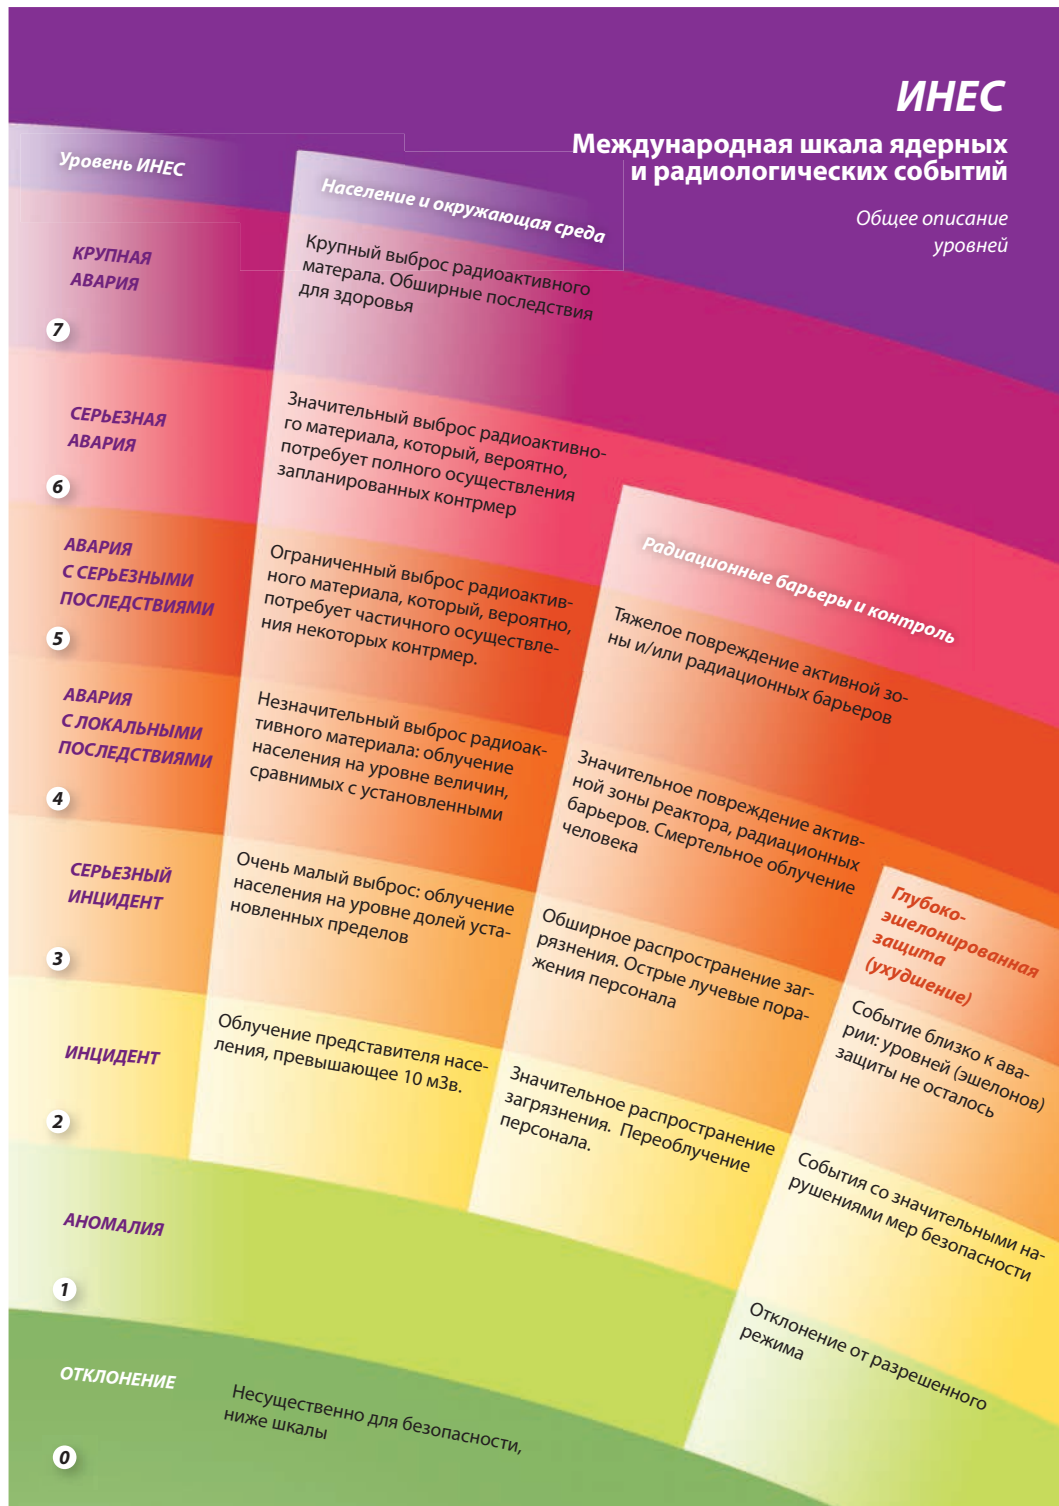 ИНЕС
Международная шкала ядерных
и радиологических событий
Общее описание
уровней
Уровень ИНЕС
Население и окружающая среда
КРУПНАЯ
АВАРИЯ
7
Крупный выброс радиоактивного
матерала. Обширные последствия
для здоровья
СЕРЬЕЗНАЯ
АВАРИЯ
6
Значительный выброс радиоактивно-
го материала, который, вероятно,
потребует полного осуществления
запланированных контрмер
Радиационные барьеры и контроль
АВАРИЯ
С СЕРЬЕЗНЫМИ
ПОСЛЕДСТВИЯМИ
5
Ограниченный выброс радиоактив-
ного материала, который, вероятно,
потребует частичного осуществле-
ния некоторых контрмер.
Тяжелое повреждение активной зо-
ны и/или радиационных барьеров
АВАРИЯ
С ЛОКАЛЬНЫМИ
ПОСЛЕДСТВИЯМИ
4
Незначительный выброс радиоак-
тивного материала: облучение
населения на уровне величин,
сравнимых с установленными
Значительное повреждение актив-
ной зоны реактора, радиационных
барьеров. Смертельное облучение
человека
Глубоко-
эшелонированная
защита
(ухудшение)
СЕРЬЕЗНЫЙ
ИНЦИДЕНТ
3
Очень малый выброс: облучение
населения на уровне долей уста-
новленных пределов
Обширное распространение заг-
рязнения. Острые лучевые пора-
жения персонала
Событие близко к ава-
рии: уровней (эшелонов)
защиты не осталось
ИНЦИДЕНТ
2
Облучение представителя насе-
ления, превышающее 10 мЗв.
Значительное распространение
загрязнения. Переоблучение
персонала.
События со значительными на-
рушениями мер безопасности
АНОМАЛИЯ
1
Отклонение от разрешенного
режима
ОТКЛОНЕНИЕ
0
Несущественно для безопасности,
ниже шкалы